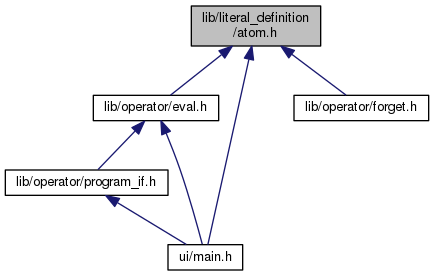 lib/literal_definition
/atom.h
lib/operator/eval.h
lib/operator/forget.h
lib/operator/program_if.h
ui/main.h